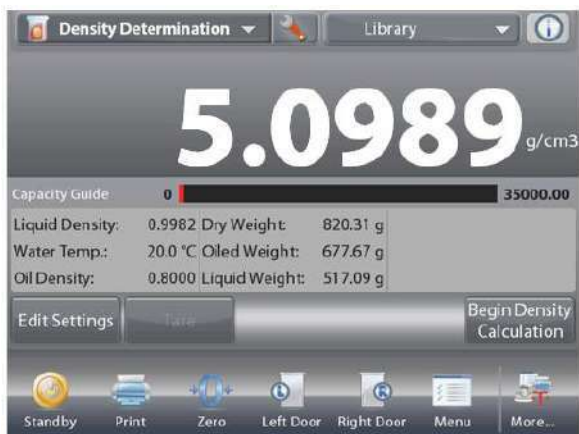 Density Determination Library
5.0989 g/cm3
Capacity Guide 0 35000.00
Liquid Density: 0.9982 Dry Weight: 820.31 g
Water Temp.: 20.0 °C Oiled Weight: 677.67 g
Oil Density: 0.8000 Liquid Weight: 517.09 g
Edit Settings Tare Begin Density
Calculation
Standby Print Zero Left Door Right Door Menu More...